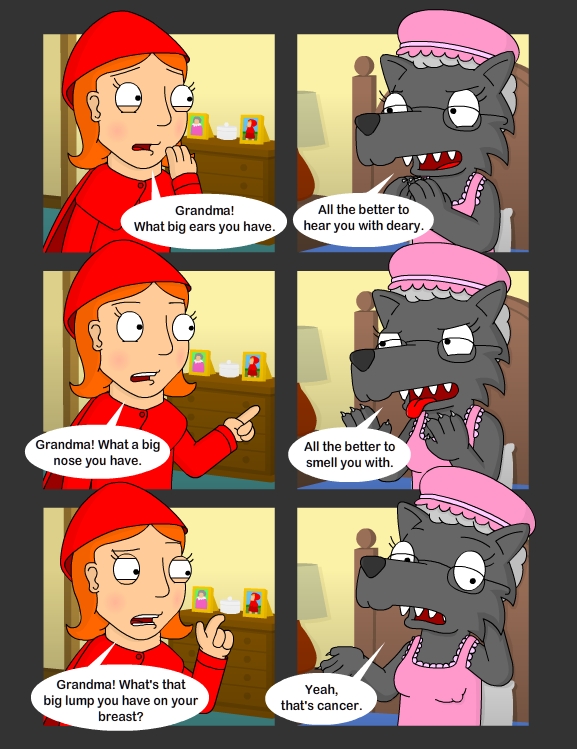 Grandma!
What big ears you have.
All the better to
hear you with deary.
Grandma! What a big
nose you have.
All the better to
smell you with.
Grandma! What's that
big lump you have on your
breast?
Yeah,
that's cancer.